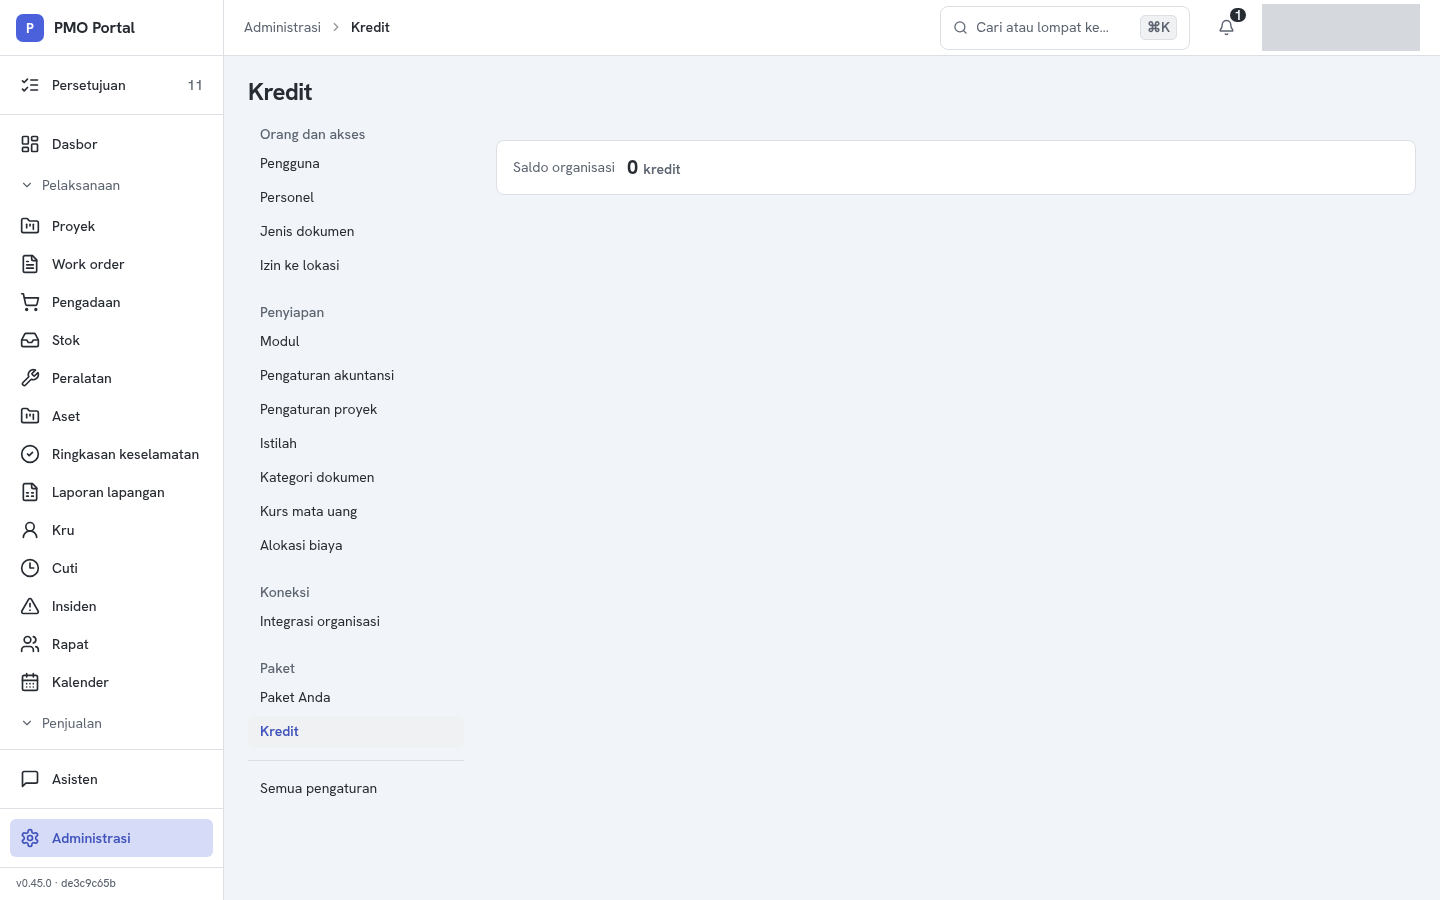 P PMO Portal
Administrasi > Kredit
Cari atau lompat ke...
⌘K
1
Persetujuan 11
Dasbor
Pelaksanaan
Proyek
Work order
Pengadaan
Stok
Peralatan
Aset
Ringkasan keselamatan
Laporan lapangan
Kru
Cuti
Insiden
Rapat
Kalender
Penjualan
Asisten
Administrasi
v0.45.0 · de3c9c65b
Kredit
Orang dan akses
Pengguna
Personel
Jenis dokumen
Izin ke lokasi
Penyiapan
Modul
Pengaturan akuntansi
Pengaturan proyek
Istilah
Kategori dokumen
Kurs mata uang
Alokasi biaya
Koneksi
Integrasi organisasi
Paket
Paket Anda
Kredit
Semua pengaturan
Saldo organisasi 0 kredit